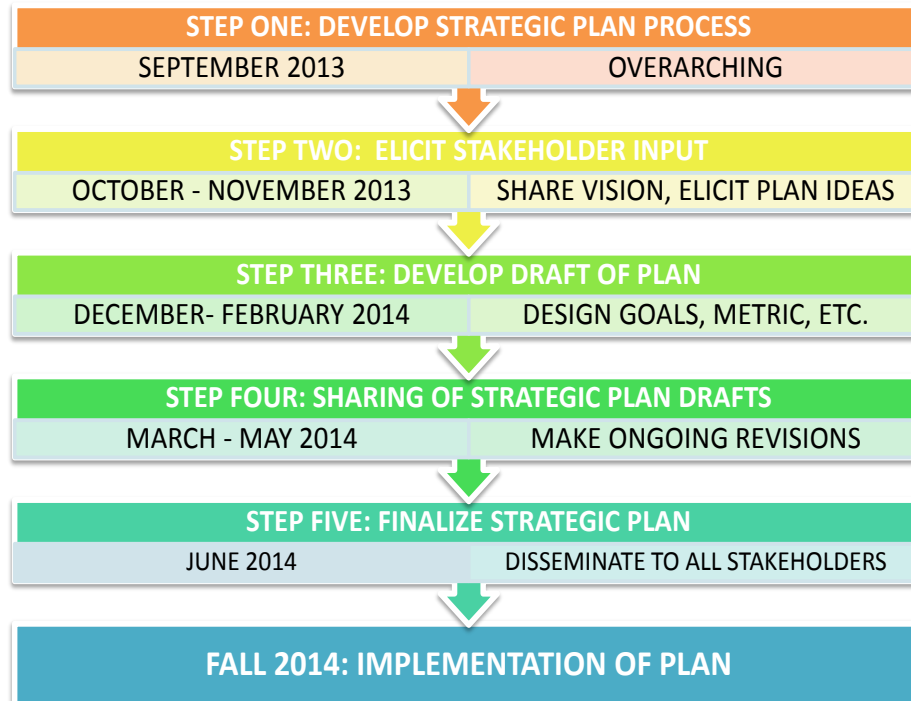 STEP ONE: DEVELOP STRATEGIC PLAN PROCESS
SEPTEMBER 2013 OVERARCHING
STEP TWO: ELICIT STAKEHOLDER INPUT
OCTOBER - NOVEMBER 2013 SHARE VISION, ELICIT PLAN IDEAS
STEP THREE: DEVELOP DRAFT OF PLAN
DECEMBER- FEBRUARY 2014 DESIGN GOALS, METRIC, ETC.
STEP FOUR: SHARING OF STRATEGIC PLAN DRAFTS
MARCH - MAY 2014 MAKE ONGOING REVISIONS
STEP FIVE: FINALIZE STRATEGIC PLAN
JUNE 2014 DISSEMINATE TO ALL STAKEHOLDERS
FALL 2014: IMPLEMENTATION OF PLAN